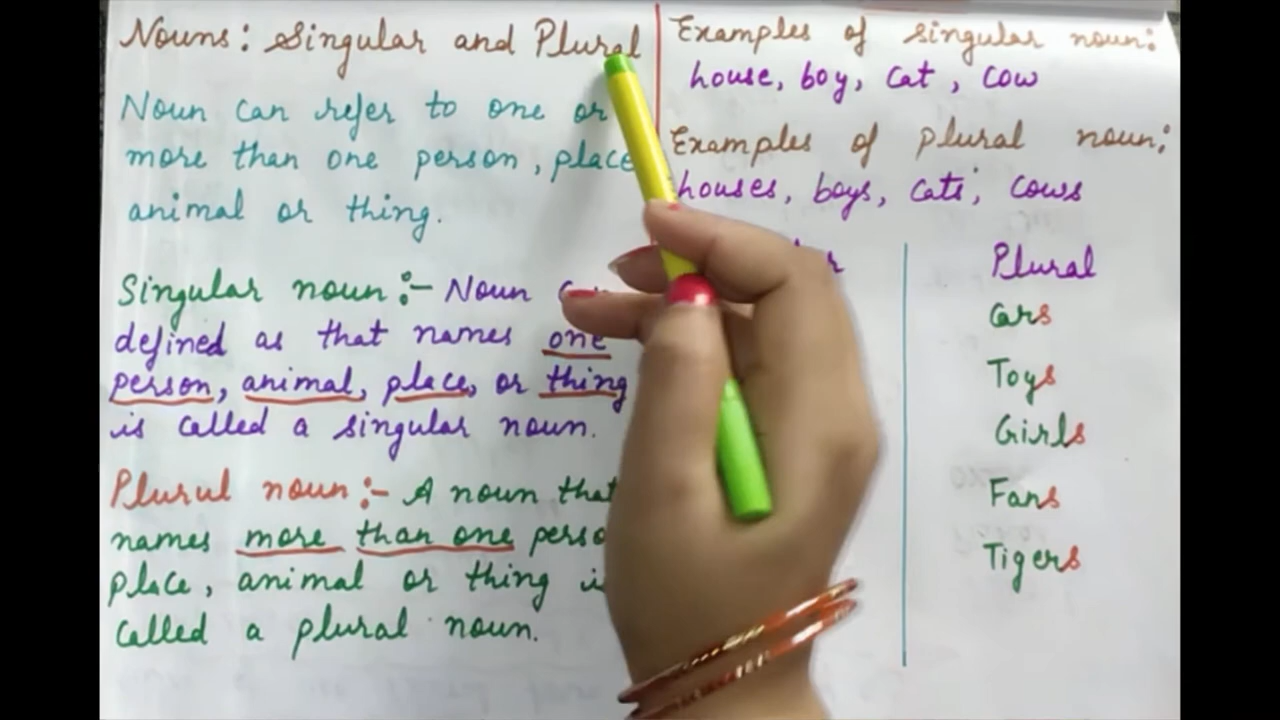 Nouns: Singular and Plural
Noun can refer to one or
more than one person, place
animal or thing.
Singular noun:- Noun
defined as that names one
person, animal, place, or thing
is called a singular noun.
Plurul noun:- A noun that
names more than one
place, animal or thing
called a plural noun.
Examples of singular noun:
house, boy, cat, cow
Examples of plural noun:
houses, boys, cats, cows
Plural
Cars
Toys
Girls
Fans
Tigers